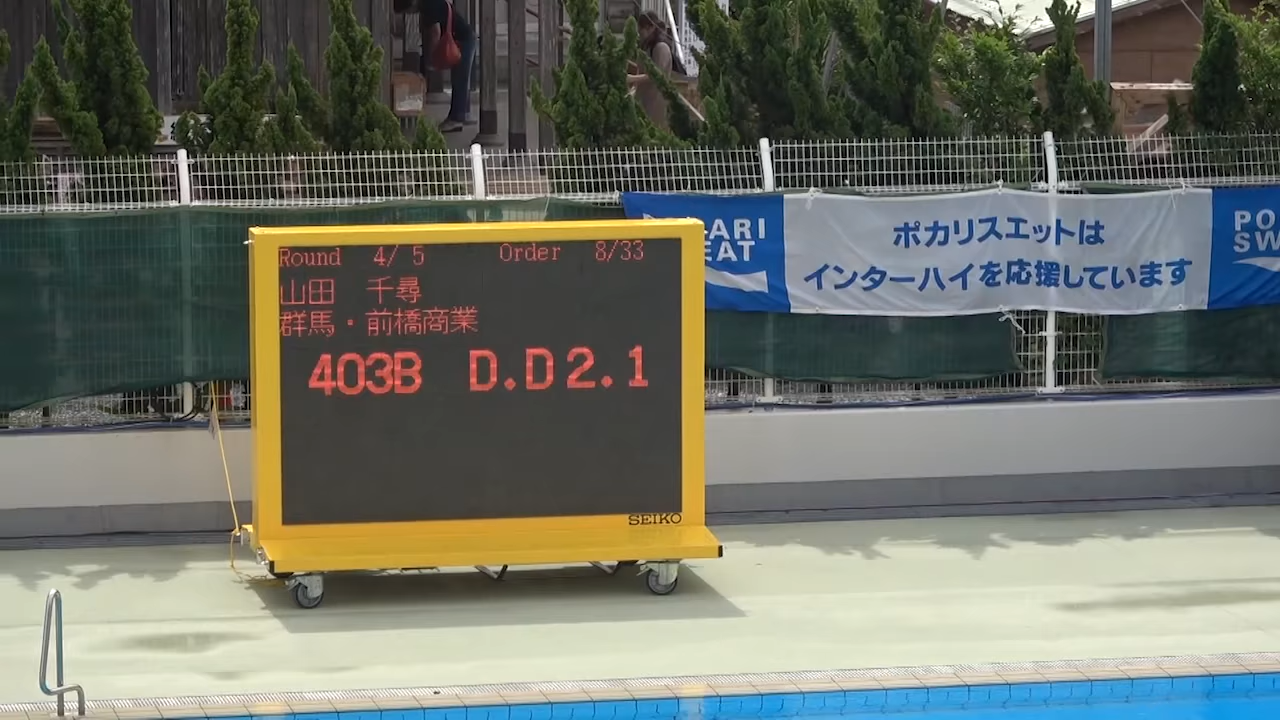 Round 4/ 5 Order 8/33
山田 千尋
群馬・前橋商業
403B D.D 2.1
SEIKO
ポカリスエットは
インターハイを応援しています